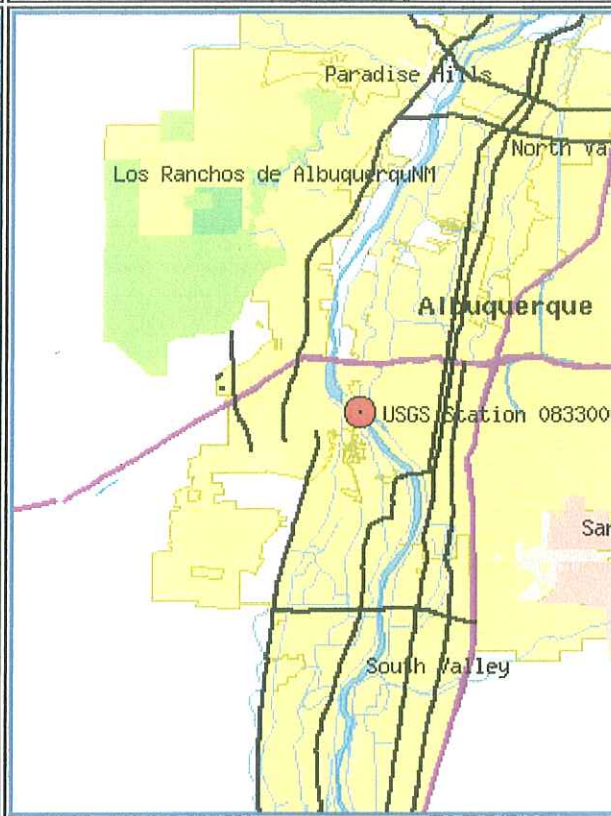 Paradise Hills
North Va
Los Ranchos de AlbuquerquNM
Albuquerque
USGS Station 083300
San
South Valley